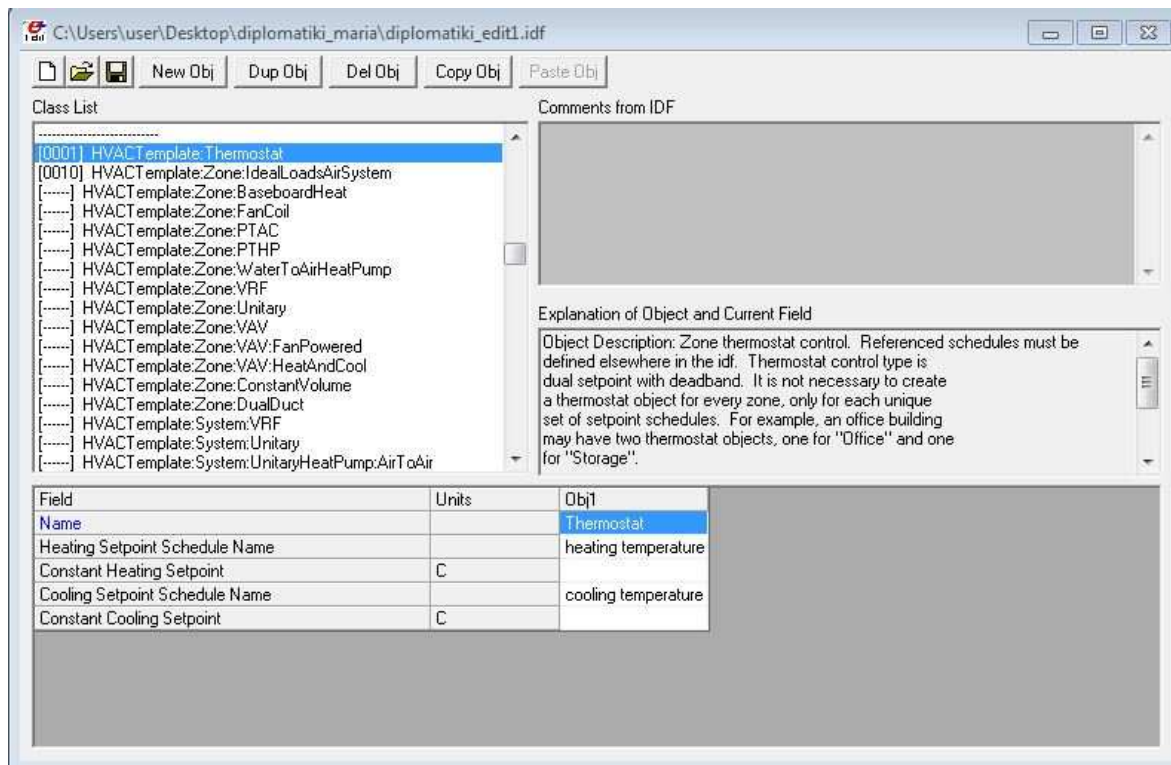 C:\Users\user\Desktop\diplomatiki_maria\diplomatiki_edit1.idf
New Obj Dup Obj Del Obj Copy Obj Paste Obj
Class List
---------------------------
[0001] HVACTemplate:Thermostat
[0010] HVACTemplate:Zone:IdealLoadsAirSystem
[------] HVACTemplate:Zone:BaseboardHeat
[------] HVACTemplate:Zone:FanCoil
[------] HVACTemplate:Zone:PTAC
[------] HVACTemplate:Zone:PTHP
[------] HVACTemplate:Zone:WaterToAirHeatPump
[------] HVACTemplate:Zone:VRF
[------] HVACTemplate:Zone:Unitary
[------] HVACTemplate:Zone:VAV
[------] HVACTemplate:Zone:VAV:FanPowered
[------] HVACTemplate:Zone:VAV:HeatAndCool
[------] HVACTemplate:Zone:ConstantVolume
[------] HVACTemplate:Zone:DualDuct
[------] HVACTemplate:System:VRF
[------] HVACTemplate:System:Unitary
[------] HVACTemplate:System:UnitaryHeatPump:AirToAir
Comments from IDF
Explanation of Object and Current Field
Object Description: Zone thermostat control. Referenced schedules must be
defined elsewhere in the idf. Thermostat control type is
dual setpoint with deadband. It is not necessary to create
a thermostat object for every zone, only for each unique
set of setpoint schedules. For example, an office building
may have two thermostat objects, one for "Office" and one
for "Storage".
Field Units Obj1
Name Thermostat
Heating Setpoint Schedule Name heating temperature
Constant Heating Setpoint C
Cooling Setpoint Schedule Name cooling temperature
Constant Cooling Setpoint C